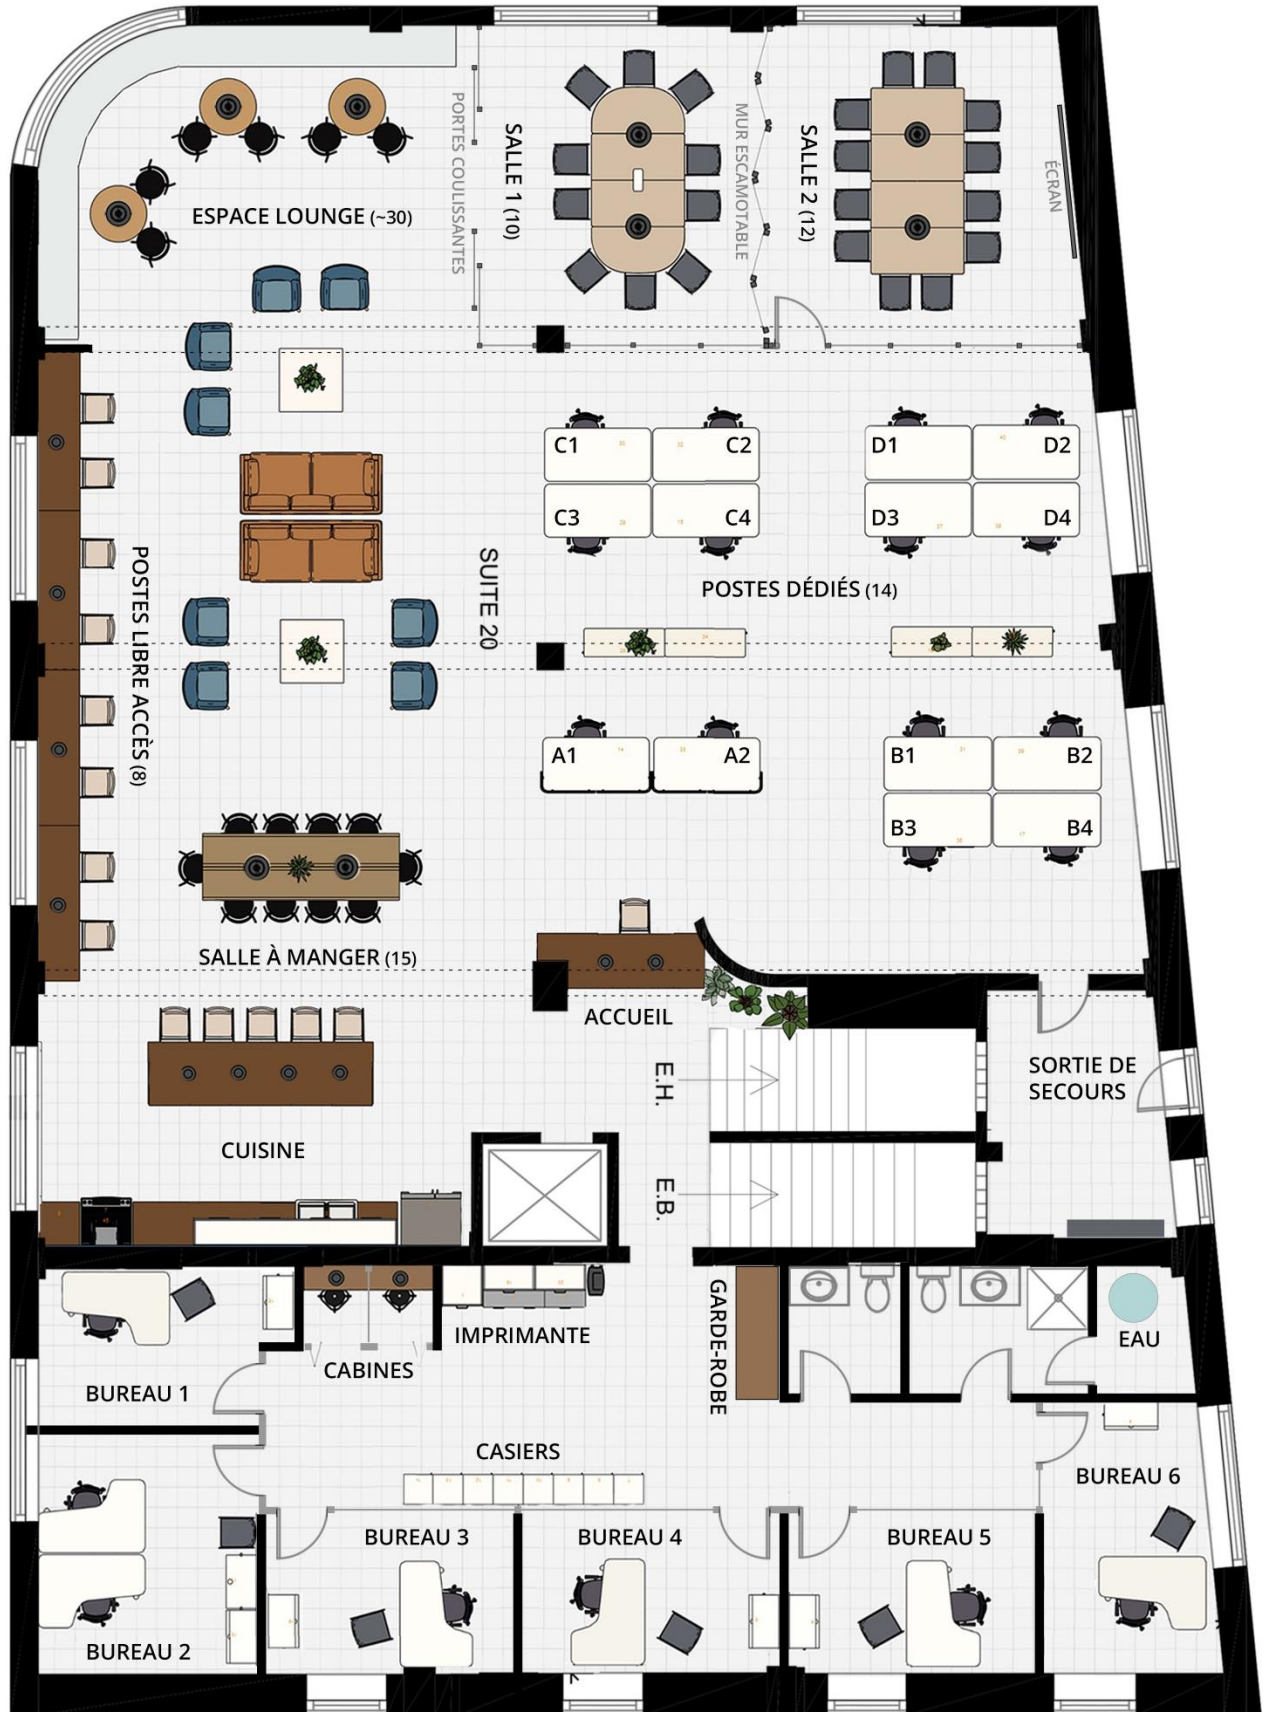 PORTES COULISSANTES
SALLE 1 (10)
MUR ESCAMOTABLE
SALLE 2 (12)
ÉCRAN
ESPACE LOUNGE (~30)
C1
C2
D1
D2
C3
C4
D3
D4
POSTES LIBRE ACCÈS (8)
SUITE 20
POSTES DÉDIÉS (14)
A1
A2
B1
B2
B3
B4
SALLE À MANGER (15)
ACCUEIL
E.H.
SORTIE DE
SECOURS
CUISINE
E.B.
GARDE-ROBE
IMPRIMANTE
EAU
CABINES
BUREAU 1
CASIERS
BUREAU 6
BUREAU 3
BUREAU 4
BUREAU 5
BUREAU 2